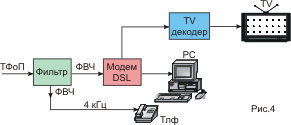 TV
TV
декодер
ТФоП
Фильтр
ФВЧ
Модем
DSL
PC
ФВЧ
4 кГц
Тлф
Рис.4